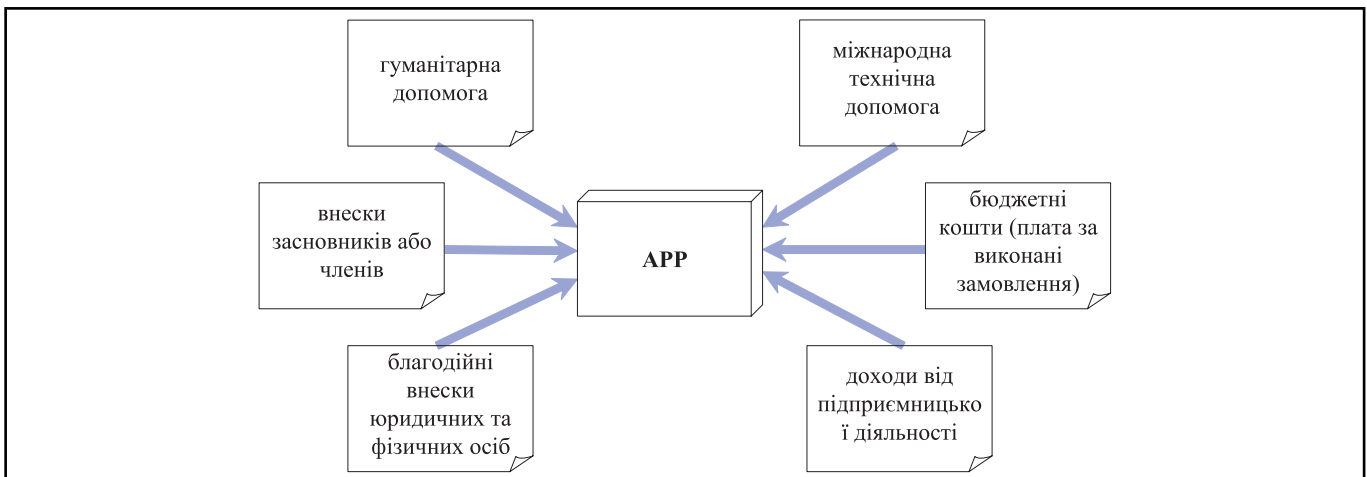 гуманітарна
допомога
міжнародна
технічна
допомога
внески
засновників або
членів
АРР
бюджетні
кошти (плата за
виконані
замовлення)
благодійні
внески
юридичних та
фізичних осіб
доходи від
підприємницько
ї діяльності